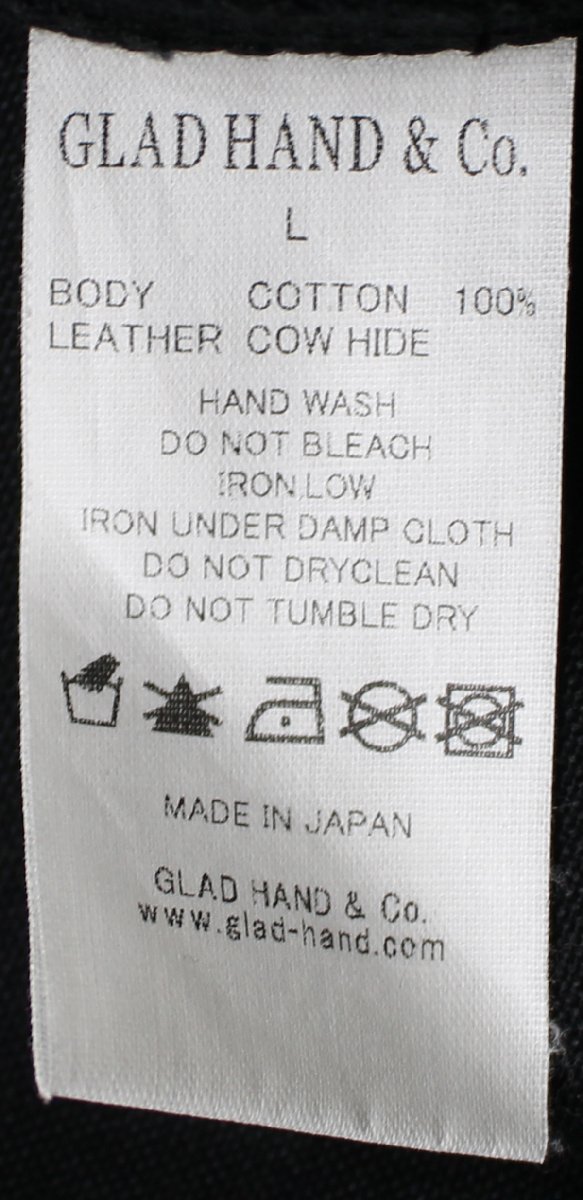 GLAD HAND & Co.
L
BODY COTTON 100%
LEATHER COW HIDE
HAND WASH
DO NOT BLEACH
IRON LOW
IRON UNDER DAMP CLOTH
DO NOT DRYCLEAN
DO NOT TUMBLE DRY
MADE IN JAPAN
GLAD HAND & Co.
www.glad-hand.com